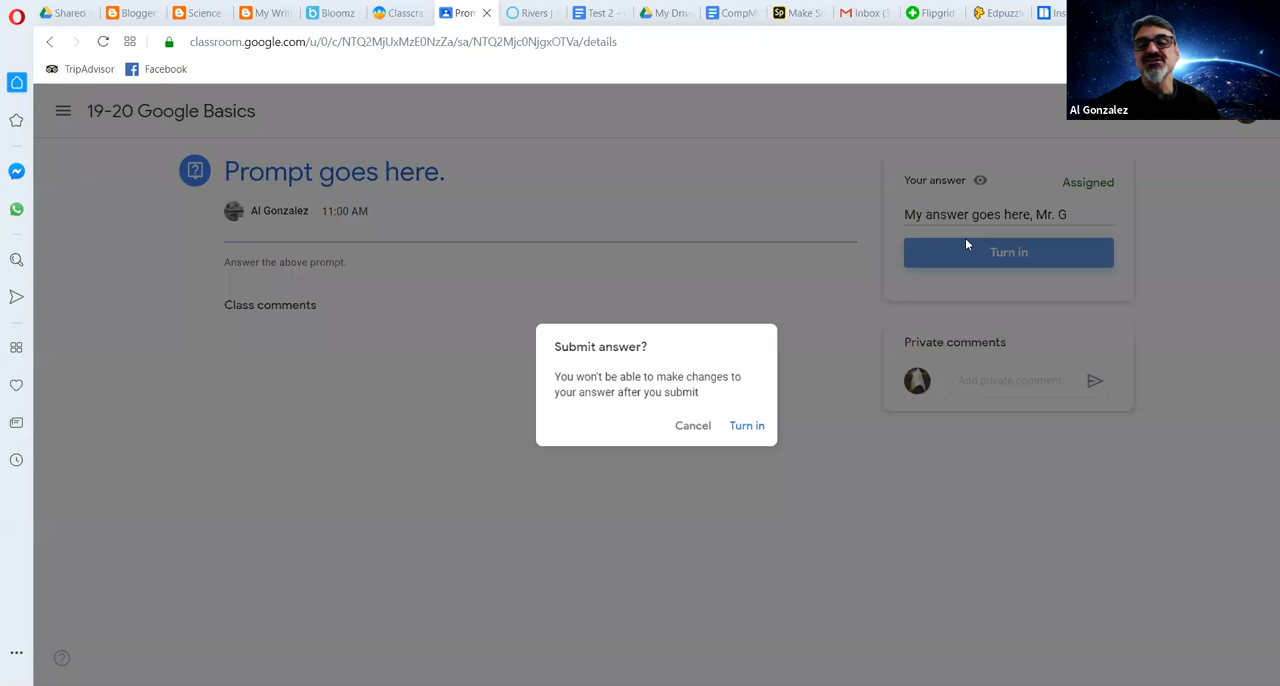 Shared
Blogger
Science
My Writ
Bloomz
Classcra
Pron
Rivers |
Test 2 -
My Driv
CompM
Sp Make S
Inbox (3
Flipgrid
Edpuzzl
Ins
classroom.google.com/u/0/c/NTQ2MjUxMzE0NzZa/sa/NTQ2Mjc0NjgxOTVa/details
TripAdvisor
Facebook
Al Gonzalez
19-20 Google Basics
Prompt goes here.
Al Gonzalez 11:00 AM
Answer the above prompt.
Class comments
Your answer
Assigned
My answer goes here, Mr. G
Turn in
Private comments
Add private comment...
Submit answer?
You won't be able to make changes to
your answer after you submit
Cancel Turn in